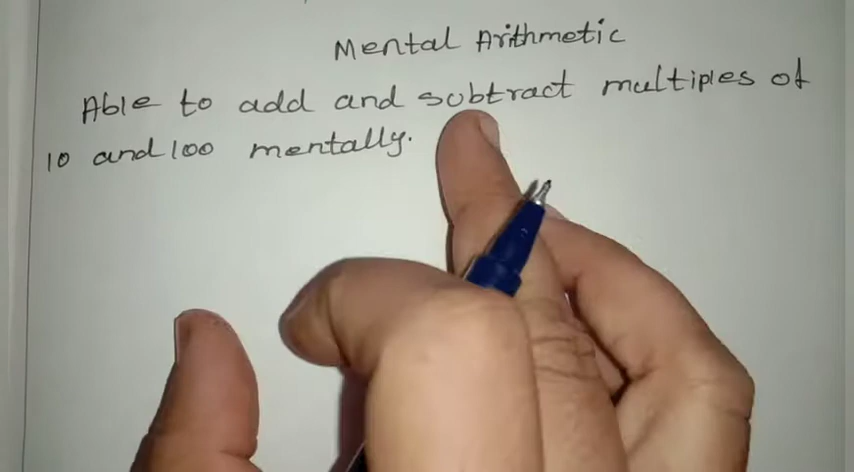 Mental Arithmetic
Able to add and subtract multiples of
10 and 100 mentally.